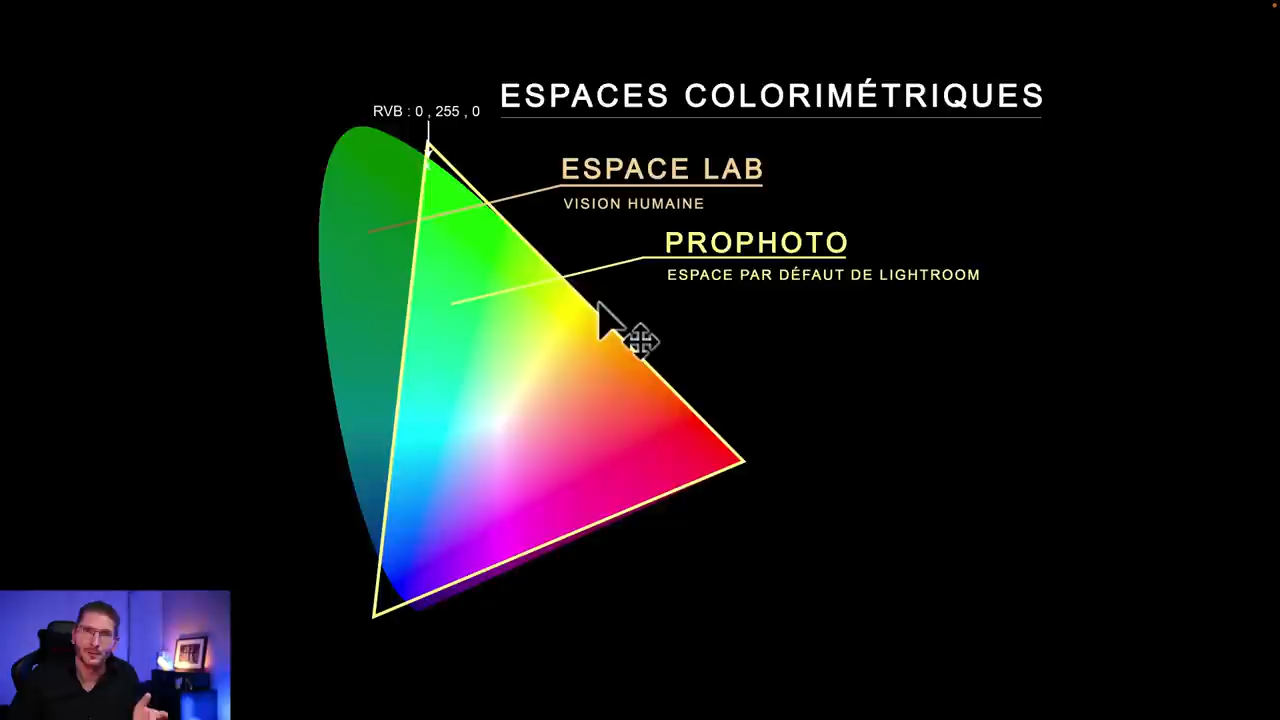 ESPACES COLORIMÉTRIQUES
RVB : 0 , 255 , 0
ESPACE LAB
VISION HUMAINE
PROPHOTO
ESPACE PAR DÉFAUT DE LIGHTROOM